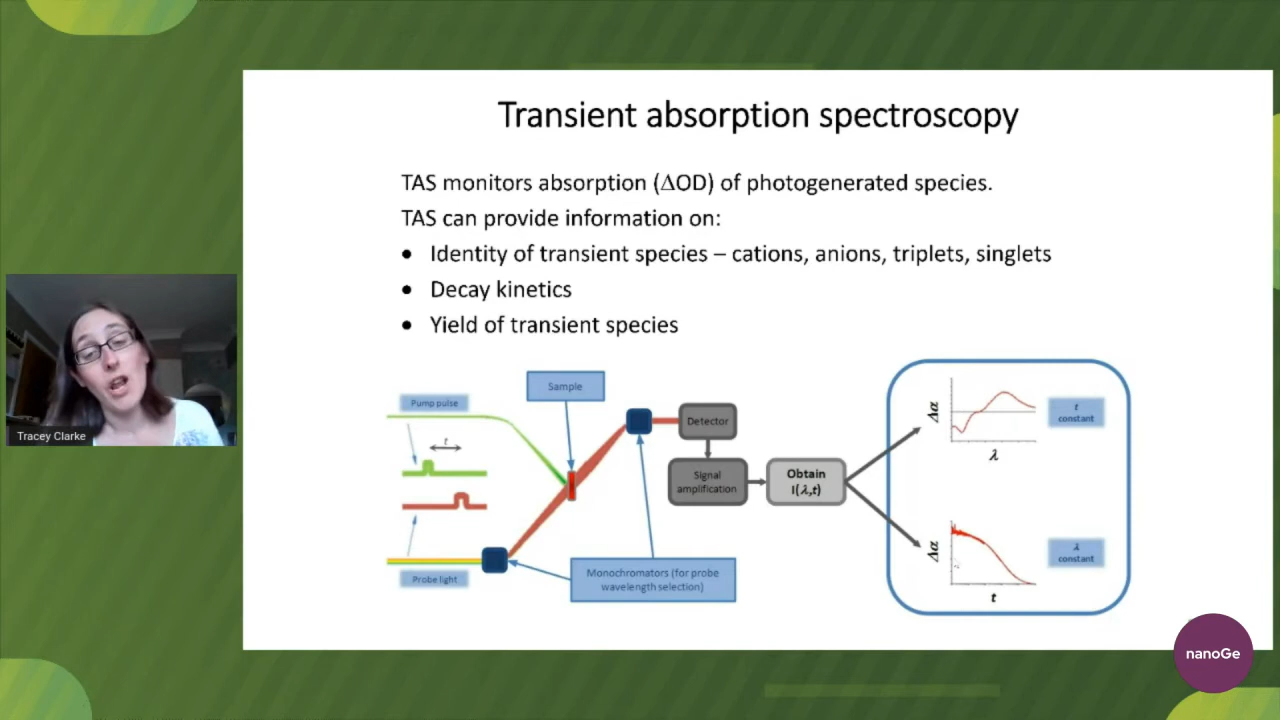 Transient absorption spectroscopy
TAS monitors absorption (ΔOD) of photogenerated species.
TAS can provide information on:
• Identity of transient species – cations, anions, triplets, singlets
• Decay kinetics
• Yield of transient species
Pump pulse
t
Probe light
Sample
Monochromators (for probe
wavelength selection)
Detector
Signal
amplification
Obtain
I(λ,t)
Δα
λ
t
constant
Δα
t
λ
constant
Tracey Clarke
nanoGe